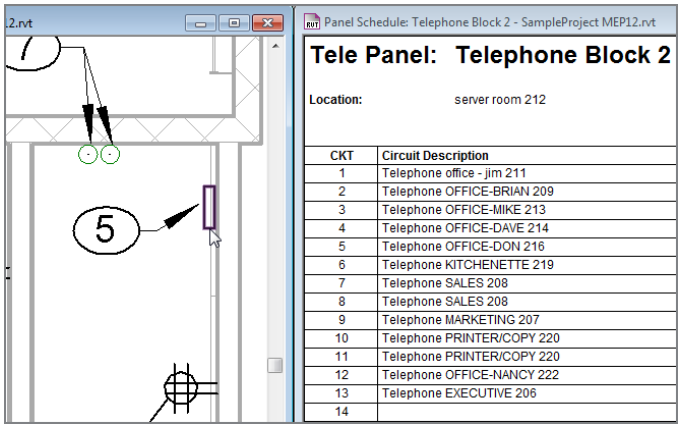 2.rvt
7
5
Panel Schedule: Telephone Block 2 - SampleProject MEP12.rvt
Tele Panel: Telephone Block 2
Location: server room 212
CKT Circuit Description
1 Telephone office - jim 211
2 Telephone OFFICE-BRIAN 209
3 Telephone OFFICE-MIKE 213
4 Telephone OFFICE-DAVE 214
5 Telephone OFFICE-DON 216
6 Telephone KITCHENETTE 219
7 Telephone SALES 208
8 Telephone SALES 208
9 Telephone MARKETING 207
10 Telephone PRINTER/COPY 220
11 Telephone PRINTER/COPY 220
12 Telephone OFFICE-NANCY 222
13 Telephone EXECUTIVE 206
14